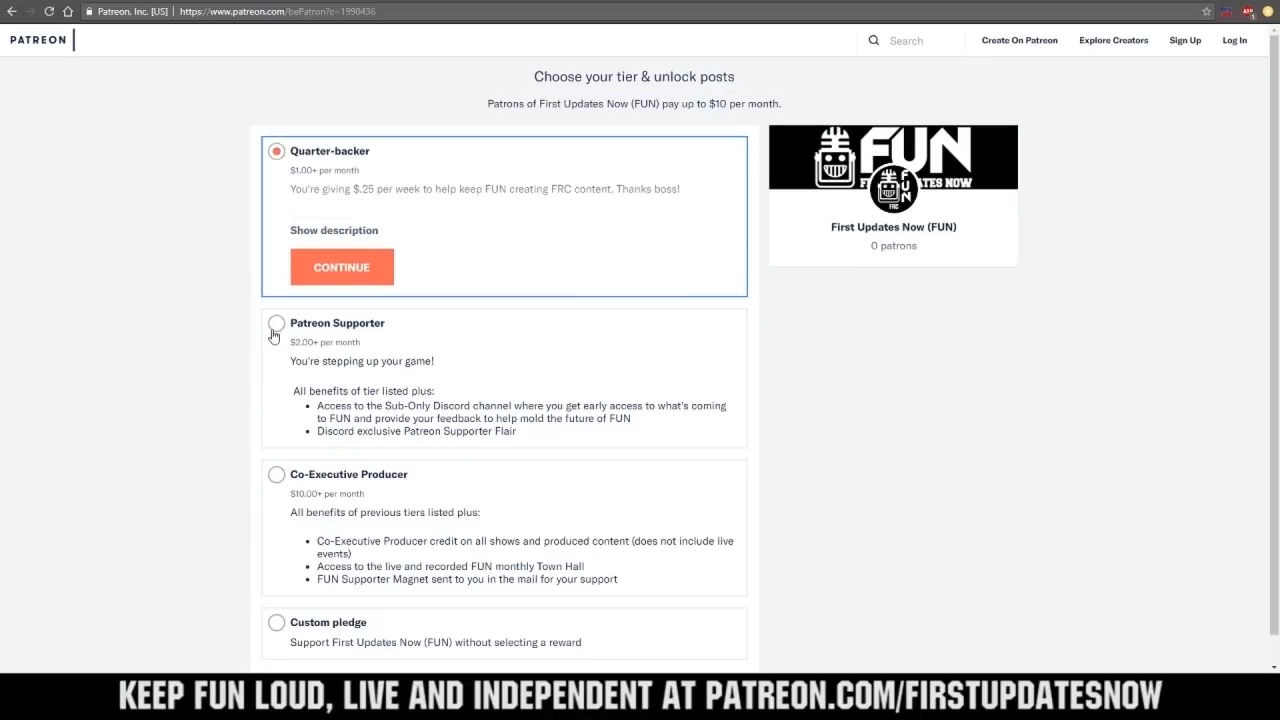 Patreon, Inc. [US] | https://www.patreon.com/bePatron?c=1990436
PATREON
Search
Create On Patreon
Explore Creators
Sign Up
Log In
Choose your tier & unlock posts
Patrons of First Updates Now (FUN) pay up to $10 per month.
Quarter-backer
$1.00+ per month
You're giving $.25 per week to help keep FUN creating FRC content. Thanks boss!
Show description
CONTINUE
FUN
FIRST UPDATES NOW
FUN
FRC
First Updates Now (FUN)
0 patrons
Patreon Supporter
$2.00+ per month
You're stepping up your game!
All benefits of tier listed plus:
• Access to the Sub-Only Discord channel where you get early access to what's coming
to FUN and provide your feedback to help mold the future of FUN
• Discord exclusive Patreon Supporter Flair
Co-Executive Producer
$10.00+ per month
All benefits of previous tiers listed plus:
• Co-Executive Producer credit on all shows and produced content (does not include live
events)
• Access to the live and recorded FUN monthly Town Hall
• FUN Supporter Magnet sent to you in the mail for your support
Custom pledge
Support First Updates Now (FUN) without selecting a reward
KEEP FUN LOUD, LIVE AND INDEPENDENT AT PATREON.COM/FIRSTUPDATESNOW